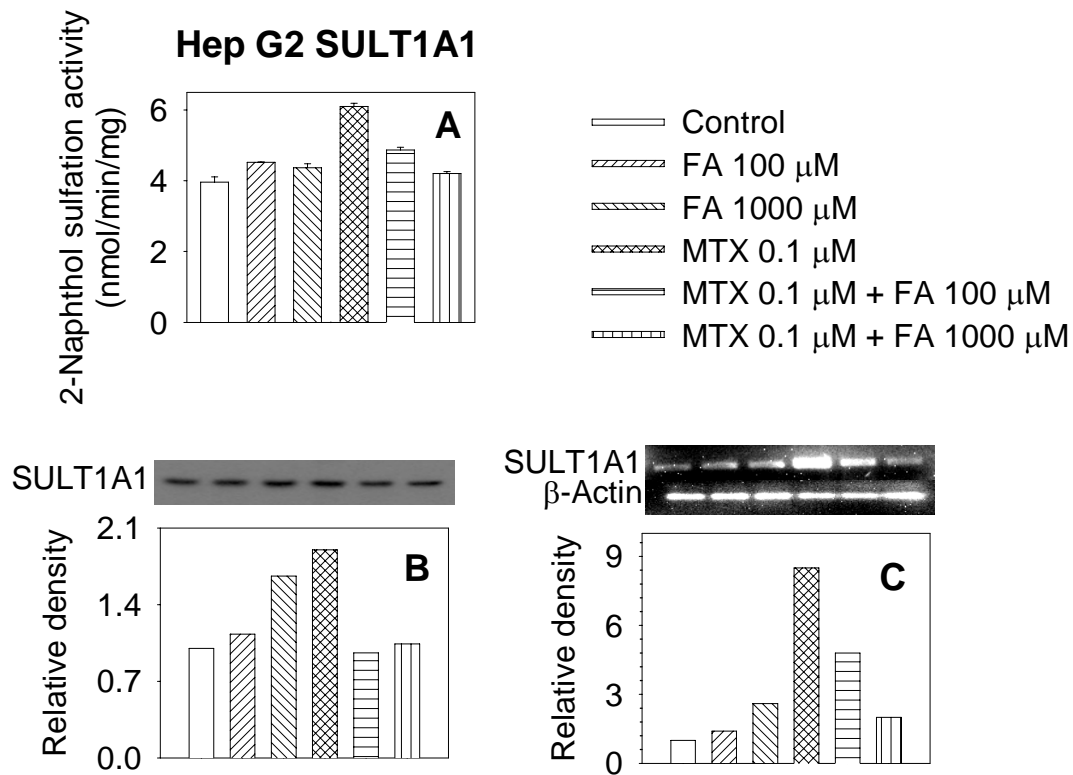 Hep G2 SULT1A1
2-Naphthol sulfation activity
(nmol/min/mg)
6
4
2
0
A
Control
FA 100 μM
FA 1000 μM
MTX 0.1 μM
MTX 0.1 μM + FA 100 μM
MTX 0.1 μM + FA 1000 μM
SULT1A1
Relative density
2.1
1.4
0.7
0.0
B
SULT1A1
β-Actin
Relative density
9
6
3
0
C